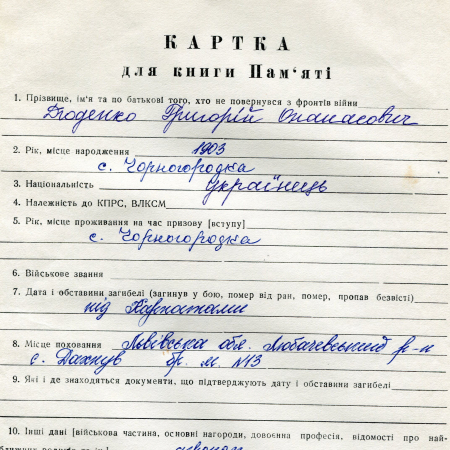 КАРТКА
для книги Пам'яті
1. Прізвище, ім'я та по батькові того, хто не повернувся з фронтів війни
Діденко Григорій Опанасович
2. Рік, місце народження 1903
с. Чорногородка
3. Національність українець
4. Належність до КПРС, ВЛКСМ
5. Рік, місце проживання на час призову [вступу]
с. Чорногородка
6. Військове звання
7. Дата і обставини загибелі (загинув у бою, помер від ран, помер, пропав безвісті)
під Карпатами
8. Місце поховання Львівська обл. Любачевський р-н
с. Дахнув бр. м. №13
9. Які і де знаходяться документи, що підтверджують дату і обставини загибелі
10. Інші дані [військова частина, основні нагороди, довоєнна професія, відомості про най-